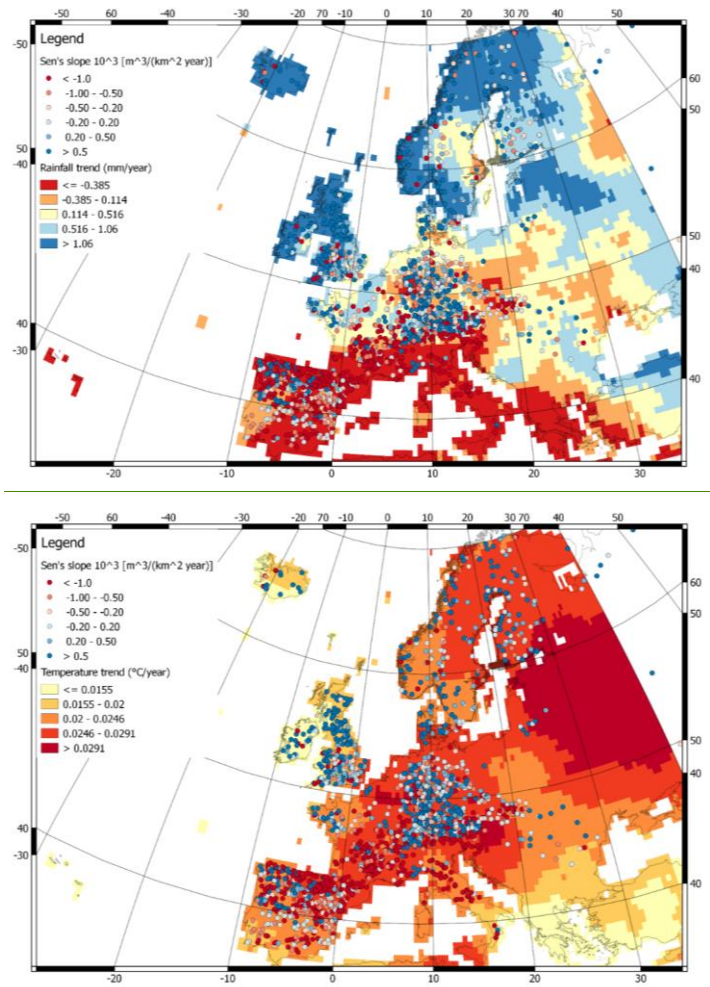 -50 60 -40 -30 -20 70 -10 0 10 20 30 70 40 50
-50
Legend
Sen's slope 10^3 [m^3/(km^2 year)]
< -1.0
-1.00 - -0.50
-0.50 - -0.20
-0.20 - 0.20
0.20 - 0.50
> 0.5
60
50
50
-40
Rainfall trend (mm/year)
<= -0.385
-0.385 - 0.114
0.114 - 0.516
0.516 - 1.06
> 1.06
50
40
40
-30
40
-20 -10 0 10 20 30
-50 60 -40 -30 -20 70 -10 0 10 20 30 70 40 50
-50
Legend
Sen's slope 10^3 [m^3/(km^2 year)]
< -1.0
-1.00 - -0.50
-0.50 - -0.20
-0.20 - 0.20
0.20 - 0.50
> 0.5
60
50
50
-40
Temperature trend (°C/year)
<= 0.0155
0.0155 - 0.02
0.02 - 0.0246
0.0246 - 0.0291
> 0.0291
50
40
40
-30
40
-20 -10 0 10 20 30